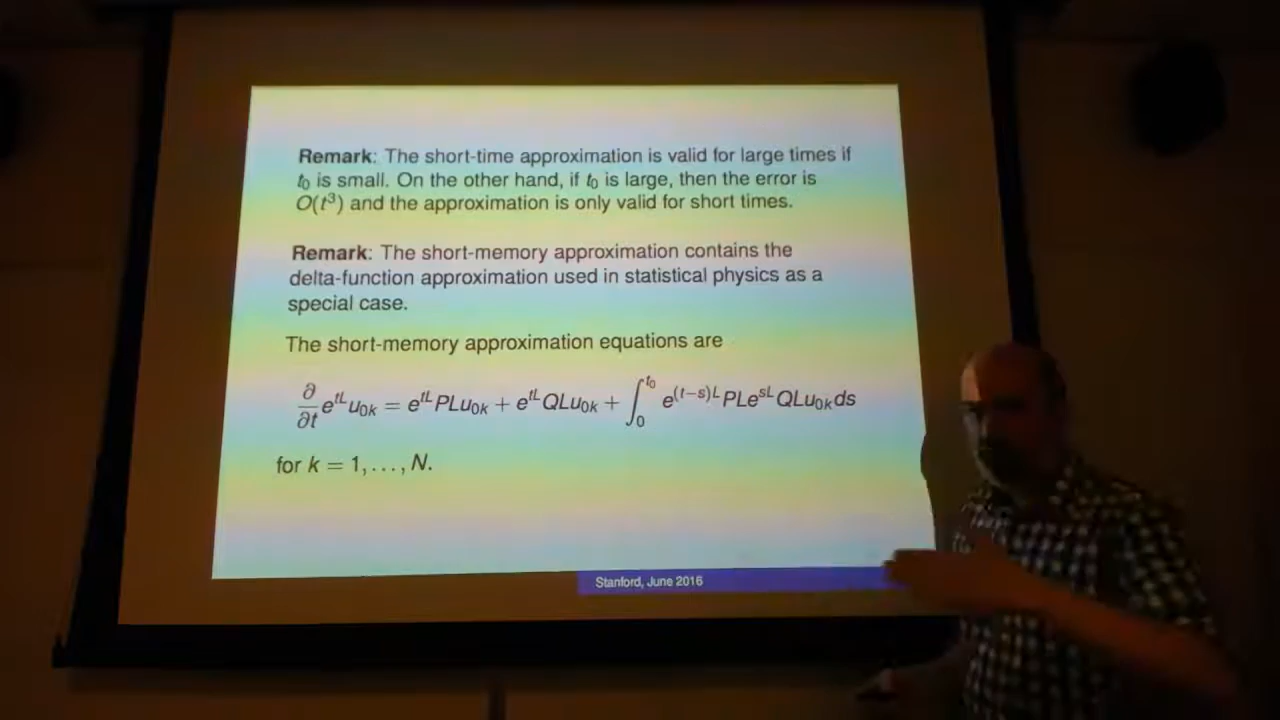 Remark: The short-time approximation is valid for large times if
t₀ is small. On the other hand, if t₀ is large, then the error is
O(t³) and the approximation is only valid for short times.
Remark: The short-memory approximation contains the
delta-function approximation used in statistical physics as a
special case.
The short-memory approximation equations are
∂/∂t e^{tL} u_{0k} = e^{tL} PLu_{0k} + e^{tL} QLu_{0k} + ∫_0^{t_0} e^{(t−s)L} PLe^{sL} QLu_{0k} ds
for k = 1, . . . , N.
Stanford, June 2016